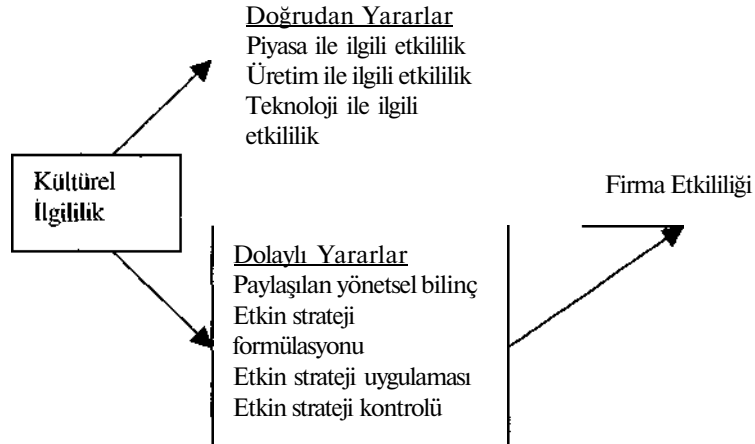 Doğrudan Yararlar
Piyasa ile ilgili etkililik
Üretim ile ilgili etkililik
Teknoloji ile ilgili
etkililik
Kültürel
İlgililik
Firma Etkililiği
Dolaylı Yararlar
Paylaşılan yönetsel bilinç
Etkin strateji
formülasyonu
Etkin strateji uygulaması
Etkin strateji kontrolü